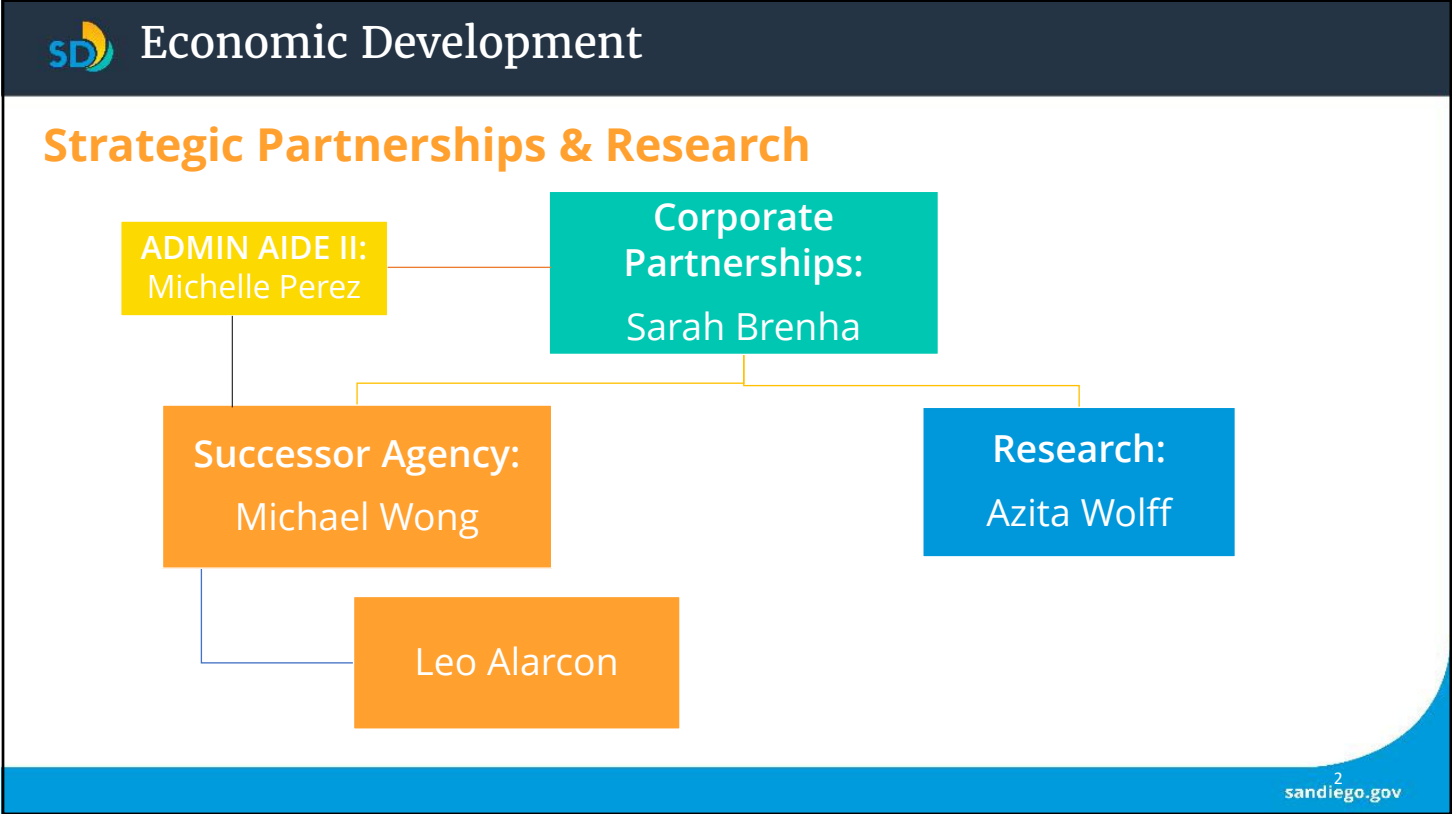 SD
Economic Development
Strategic Partnerships & Research
ADMIN AIDE II:
Michelle Perez
Corporate
Partnerships:
Sarah Brenha
Successor Agency:
Michael Wong
Research:
Azita Wolff
Leo Alarcon
2
sandiego.gov